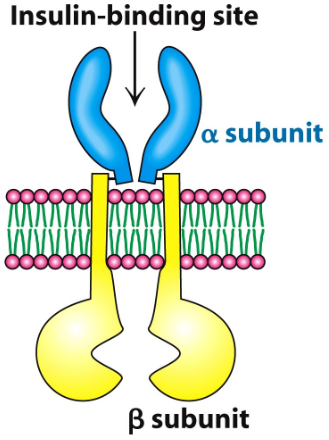 Insulin-binding site
α subunit
β subunit